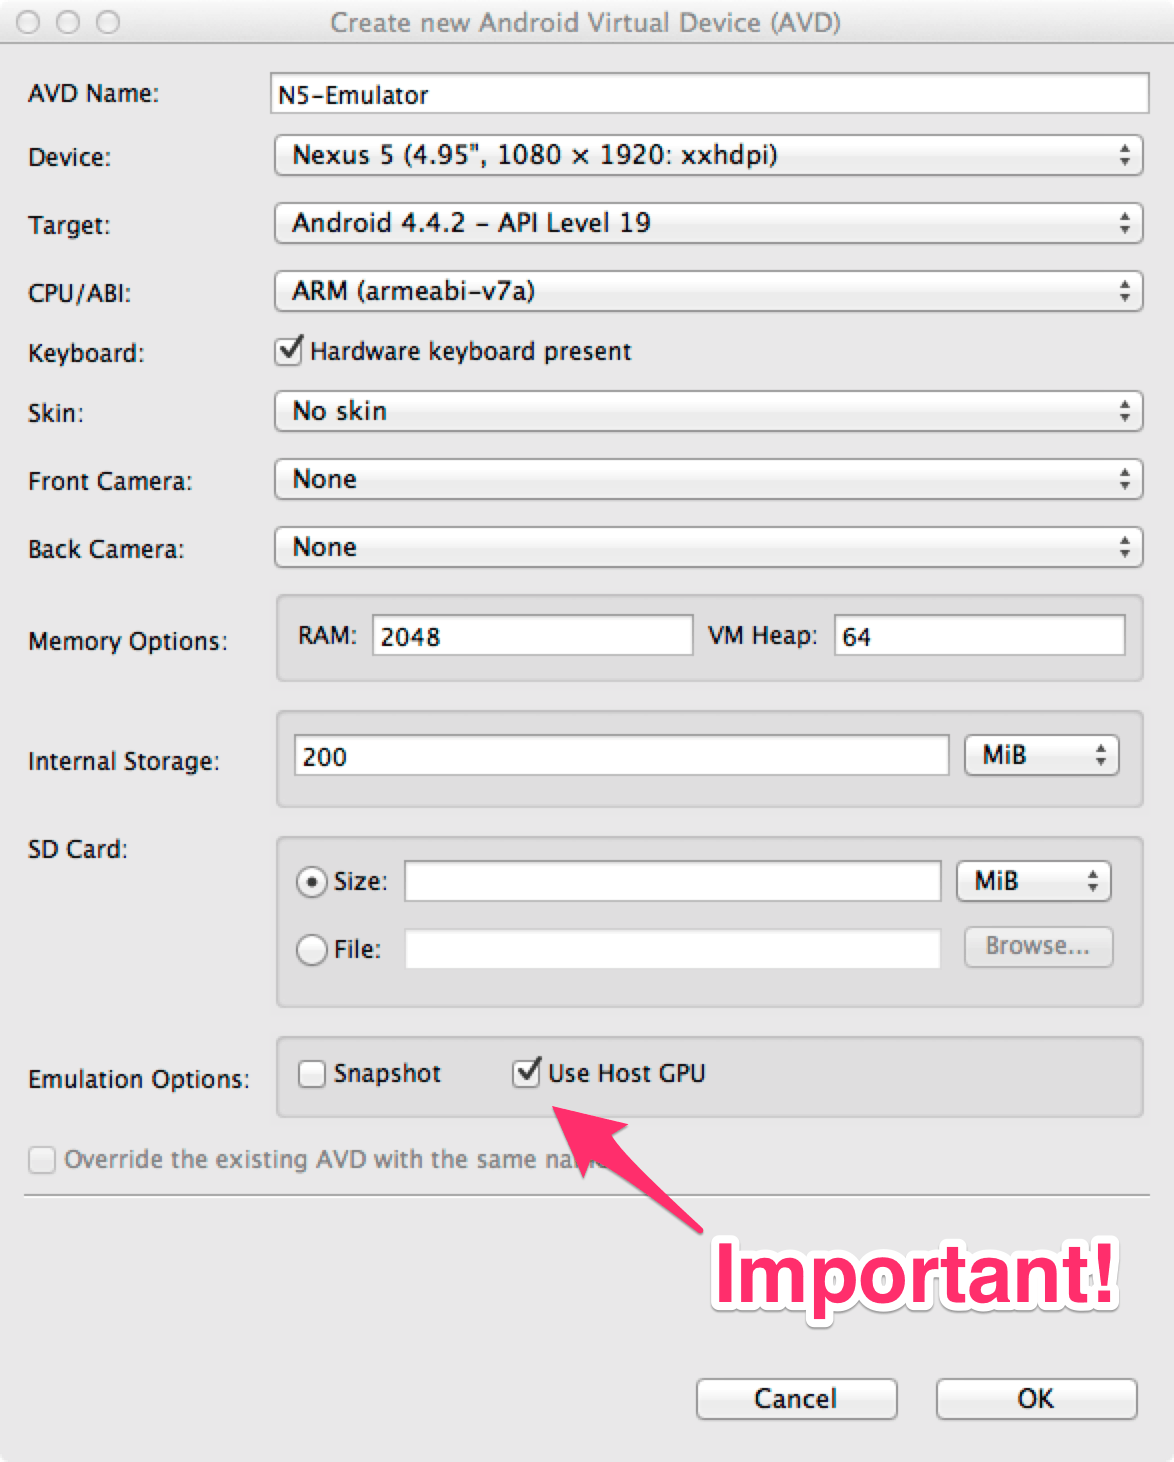 Create new Android Virtual Device (AVD)
AVD Name: N5-Emulator
Device: Nexus 5 (4.95", 1080 × 1920: xxhdpi)
Target: Android 4.4.2 – API Level 19
CPU/ABI: ARM (armeabi-v7a)
Keyboard: Hardware keyboard present
Skin: No skin
Front Camera: None
Back Camera: None
Memory Options: RAM: 2048 VM Heap: 64
Internal Storage: 200 MiB
SD Card:
Size: MiB
File: Browse...
Emulation Options: Snapshot Use Host GPU
Override the existing AVD with the same name
Important!
Cancel OK